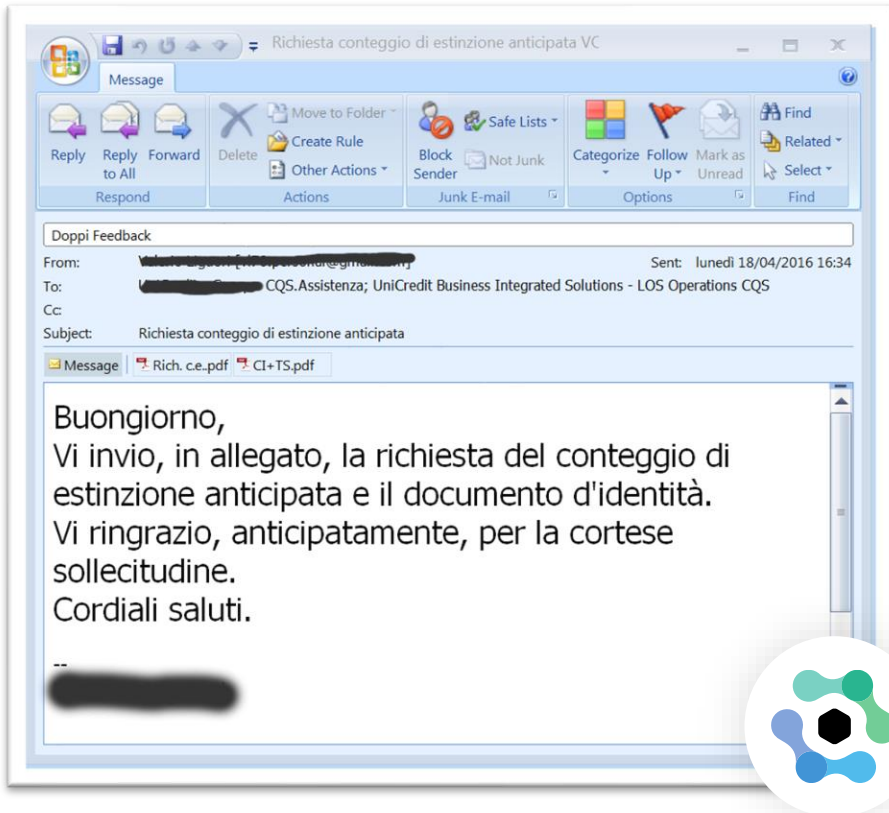 Richiesta conteggio di estinzione anticipata VC
Message
Reply
Reply to All
Forward
Respond
Delete
Move to Folder
Create Rule
Other Actions
Actions
Block Sender
Safe Lists
Not Junk
Junk E-mail
Categorize
Follow Up
Mark as Unread
Options
Find
Related
Select
Find
Doppi Feedback
From: Sent: lunedì 18/04/2016 16:34
To: CQS.Assistenza; UniCredit Business Integrated Solutions - LOS Operations CQS
Cc:
Subject: Richiesta conteggio di estinzione anticipata
Message Rich. c.e..pdf CI+TS.pdf
Buongiorno,
Vi invio, in allegato, la richiesta del conteggio di
estinzione anticipata e il documento d'identità.
Vi ringrazio, anticipatamente, per la cortese
sollecitudine.
Cordiali saluti.
--